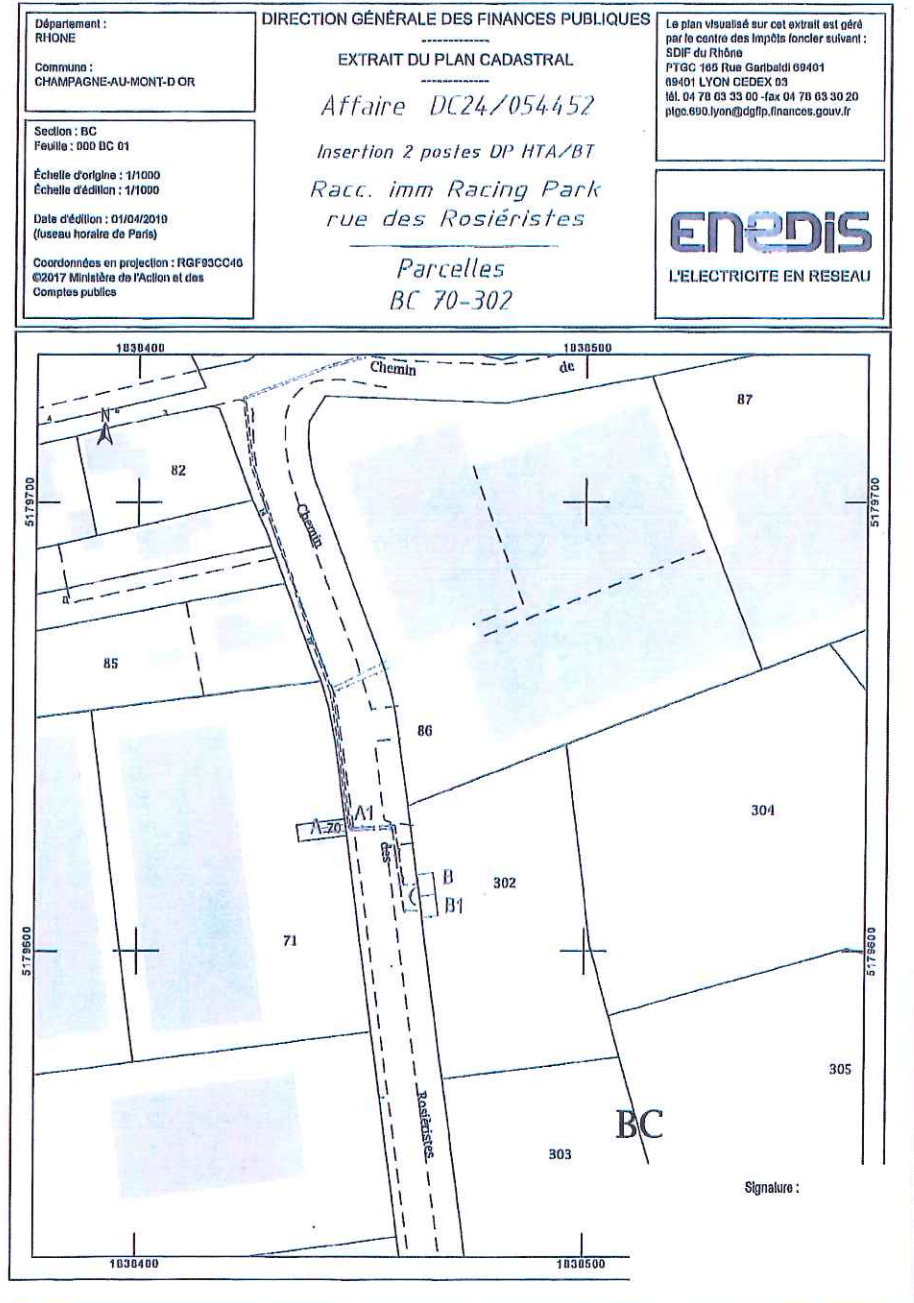 Département :
RHONE
Commune :
CHAMPAGNE-AU-MONT-D OR
Section : BC
Feuille : 000 BC 01
Échelle d'origine : 1/1000
Échelle d'édition : 1/1000
Date d'édition : 01/04/2019
(fuseau horaire de Paris)
Coordonnées en projection : RGF93CC46
©2017 Ministère de l'Action et des
Comptes publics
DIRECTION GÉNÉRALE DES FINANCES PUBLIQUES
-------------
EXTRAIT DU PLAN CADASTRAL
-------------
Affaire DC24/054452
Insertion 2 postes DP HTA/BT
Racc. imm Racing Park
rue des Rosiéristes
Parcelles
BC 70-302
Le plan visualisé sur cet extrait est géré
par le centre des impôts foncier suivant :
SDIF du Rhône
PTGC 165 Rue Garibaldi 69401
69401 LYON CEDEX 03
tél. 04 78 63 33 00 -fax 04 78 63 30 20
ptgc.690.lyon@dgfip.finances.gouv.fr
ENEDIS
L'ELECTRICITE EN RESEAU
1838400
1838500
Chemin
de
87
N
82
5179700
5179700
Chemin
85
86
304
A1
A 70
des
B
302
B1
71
5179600
5179600
305
Rosiéristes
BC
303
Signature :
1838400
1838500